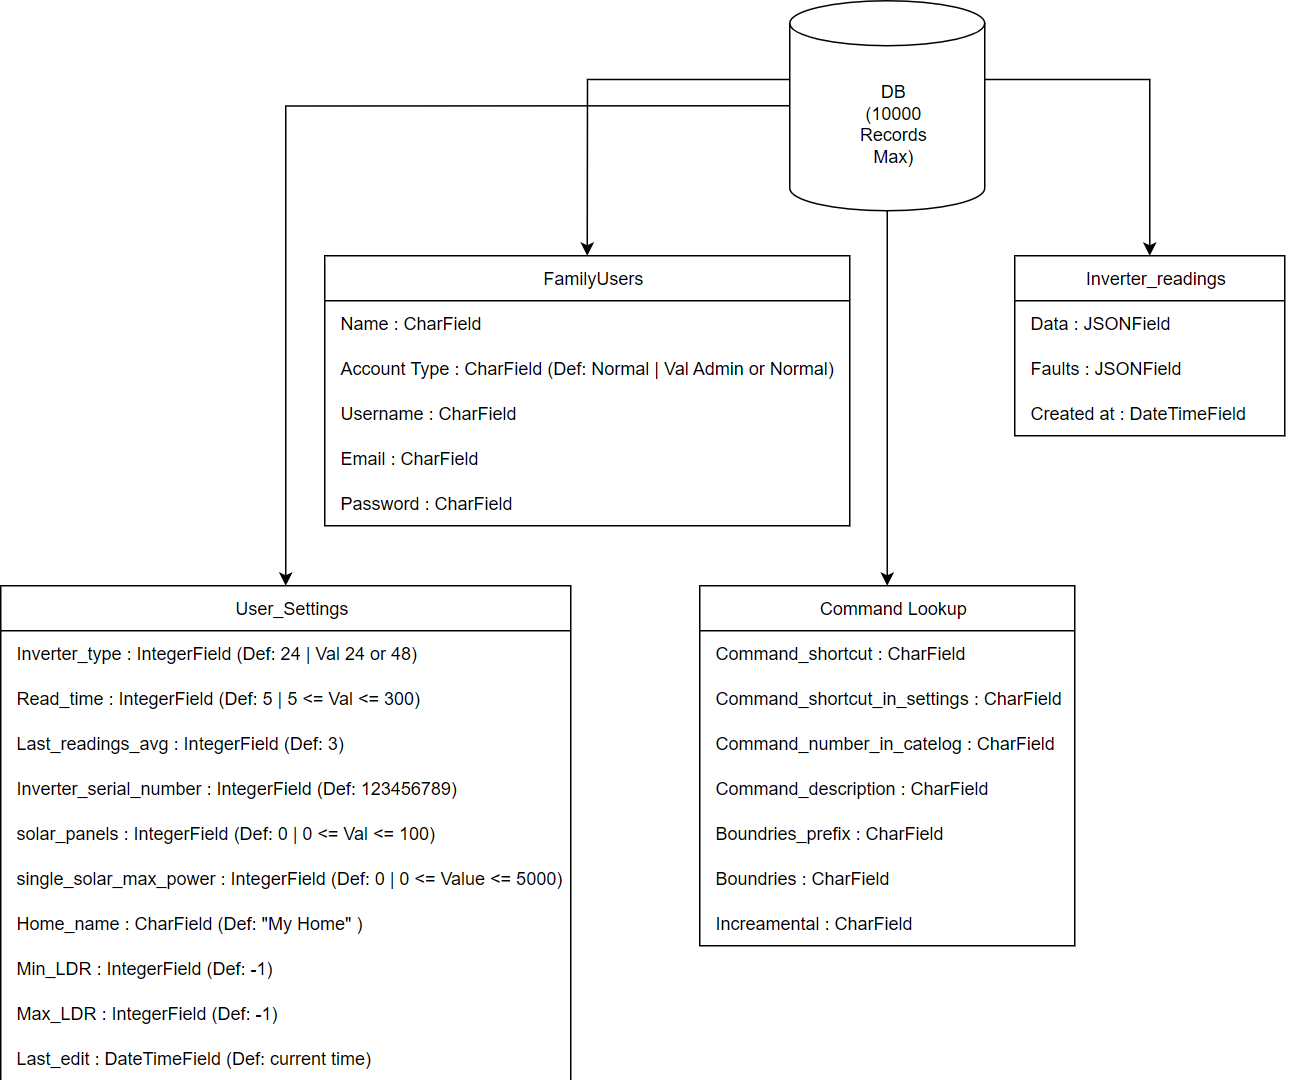 DB
(10000
Records
Max)
FamilyUsers
Name : CharField
Account Type : CharField (Def: Normal | Val Admin or Normal)
Username : CharField
Email : CharField
Password : CharField
Inverter_readings
Data : JSONField
Faults : JSONField
Created at : DateTimeField
User_Settings
Inverter_type : IntegerField (Def: 24 | Val 24 or 48)
Read_time : IntegerField (Def: 5 | 5 <= Val <= 300)
Last_readings_avg : IntegerField (Def: 3)
Inverter_serial_number : IntegerField (Def: 123456789)
solar_panels : IntegerField (Def: 0 | 0 <= Val <= 100)
single_solar_max_power : IntegerField (Def: 0 | 0 <= Value <= 5000)
Home_name : CharField (Def: "My Home" )
Min_LDR : IntegerField (Def: -1)
Max_LDR : IntegerField (Def: -1)
Last_edit : DateTimeField (Def: current time)
Command Lookup
Command_shortcut : CharField
Command_shortcut_in_settings : CharField
Command_number_in_catelog : CharField
Command_description : CharField
Boundries_prefix : CharField
Boundries : CharField
Increamental : CharField